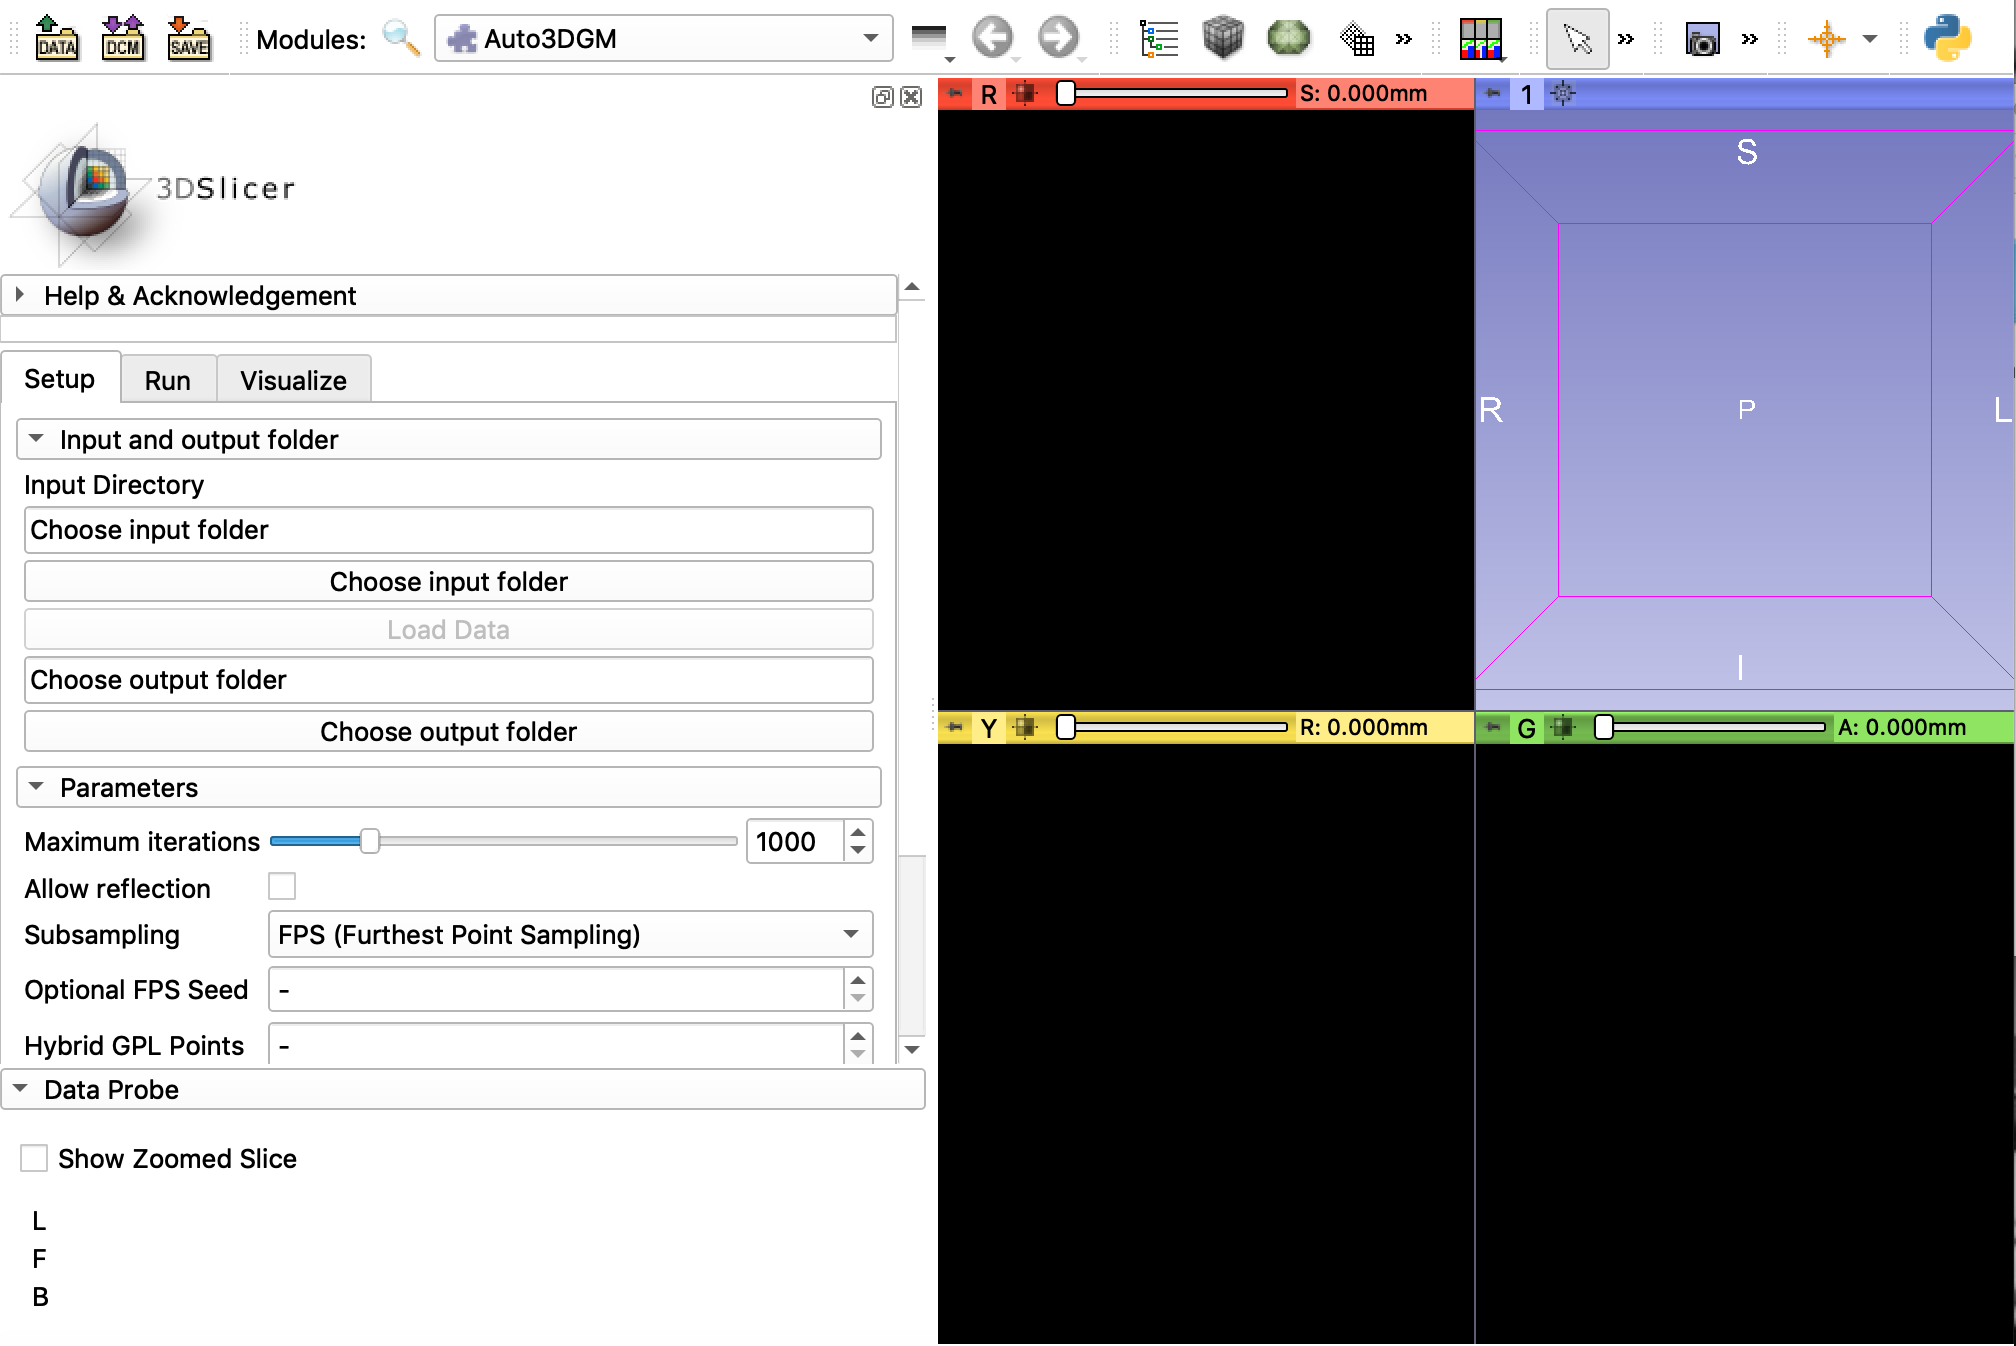 DATA DCM SAVE Modules: Auto3DGM
R S: 0.000mm 1
3DSlicer
S
R P L
I
Help & Acknowledgement
Setup Run Visualize
Input and output folder
Input Directory
Choose input folder
Choose input folder
Load Data
Choose output folder
Choose output folder
Parameters
Maximum iterations 1000
Allow reflection
Subsampling FPS (Furthest Point Sampling)
Optional FPS Seed -
Hybrid GPL Points -
Y R: 0.000mm G A: 0.000mm
Data Probe
Show Zoomed Slice
L
F
B